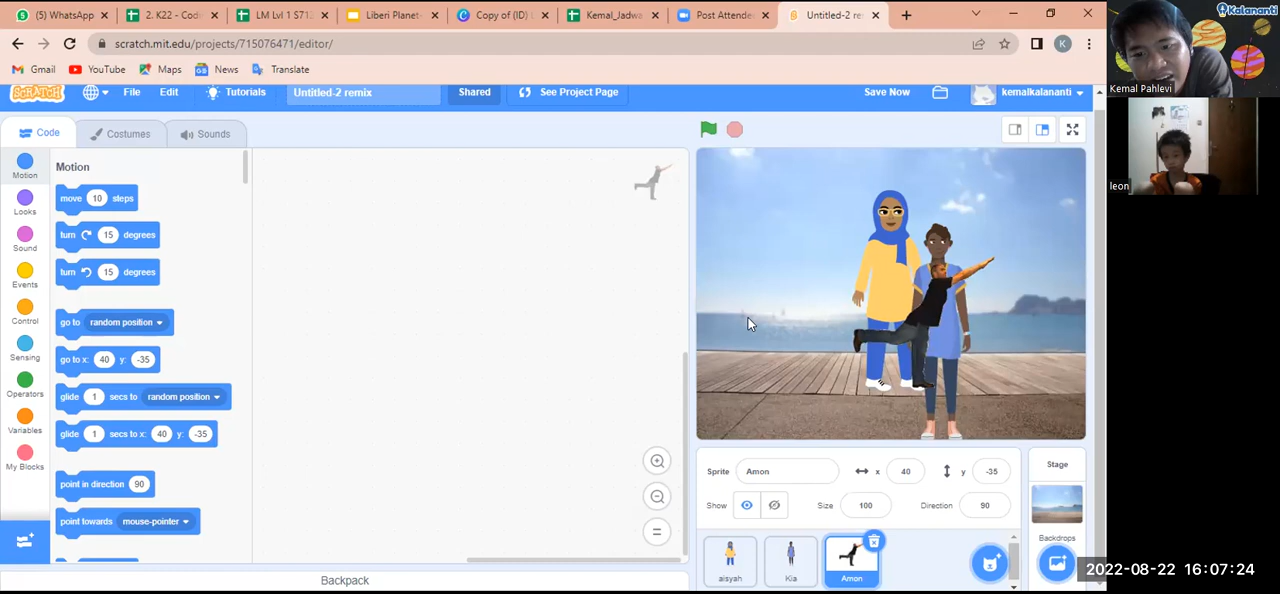 (5) WhatsApp
2. K22 - Codi
LM Lvl 1 S712
Liberi Planet
Copy of (ID) L
Kemal_Jadwa
Post Attende
Untitled-2 re
scratch.mit.edu/projects/715076471/editor/
K
Gmail
YouTube
Maps
News
Translate
SCRATCH
File
Edit
Tutorials
Untitled-2 remix
Shared
See Project Page
Save Now
kemalkalananti
Code
Costumes
Sounds
Motion
Looks
Sound
Events
Control
Sensing
Operators
Variables
My Blocks
Motion
move 10 steps
turn 15 degrees
turn 15 degrees
go to random position
go to x: 40 y: -35
glide 1 secs to random position
glide 1 secs to x: 40 y: -35
point in direction 90
point towards mouse-pointer
Backpack
Sprite Amon x 40 y -35
Show Size 100 Direction 90
aisyah
Kia
Amon
Stage
Backdrops
Kalananti
Kemal Pahlevi
leon
2022-08-22 16:07:24